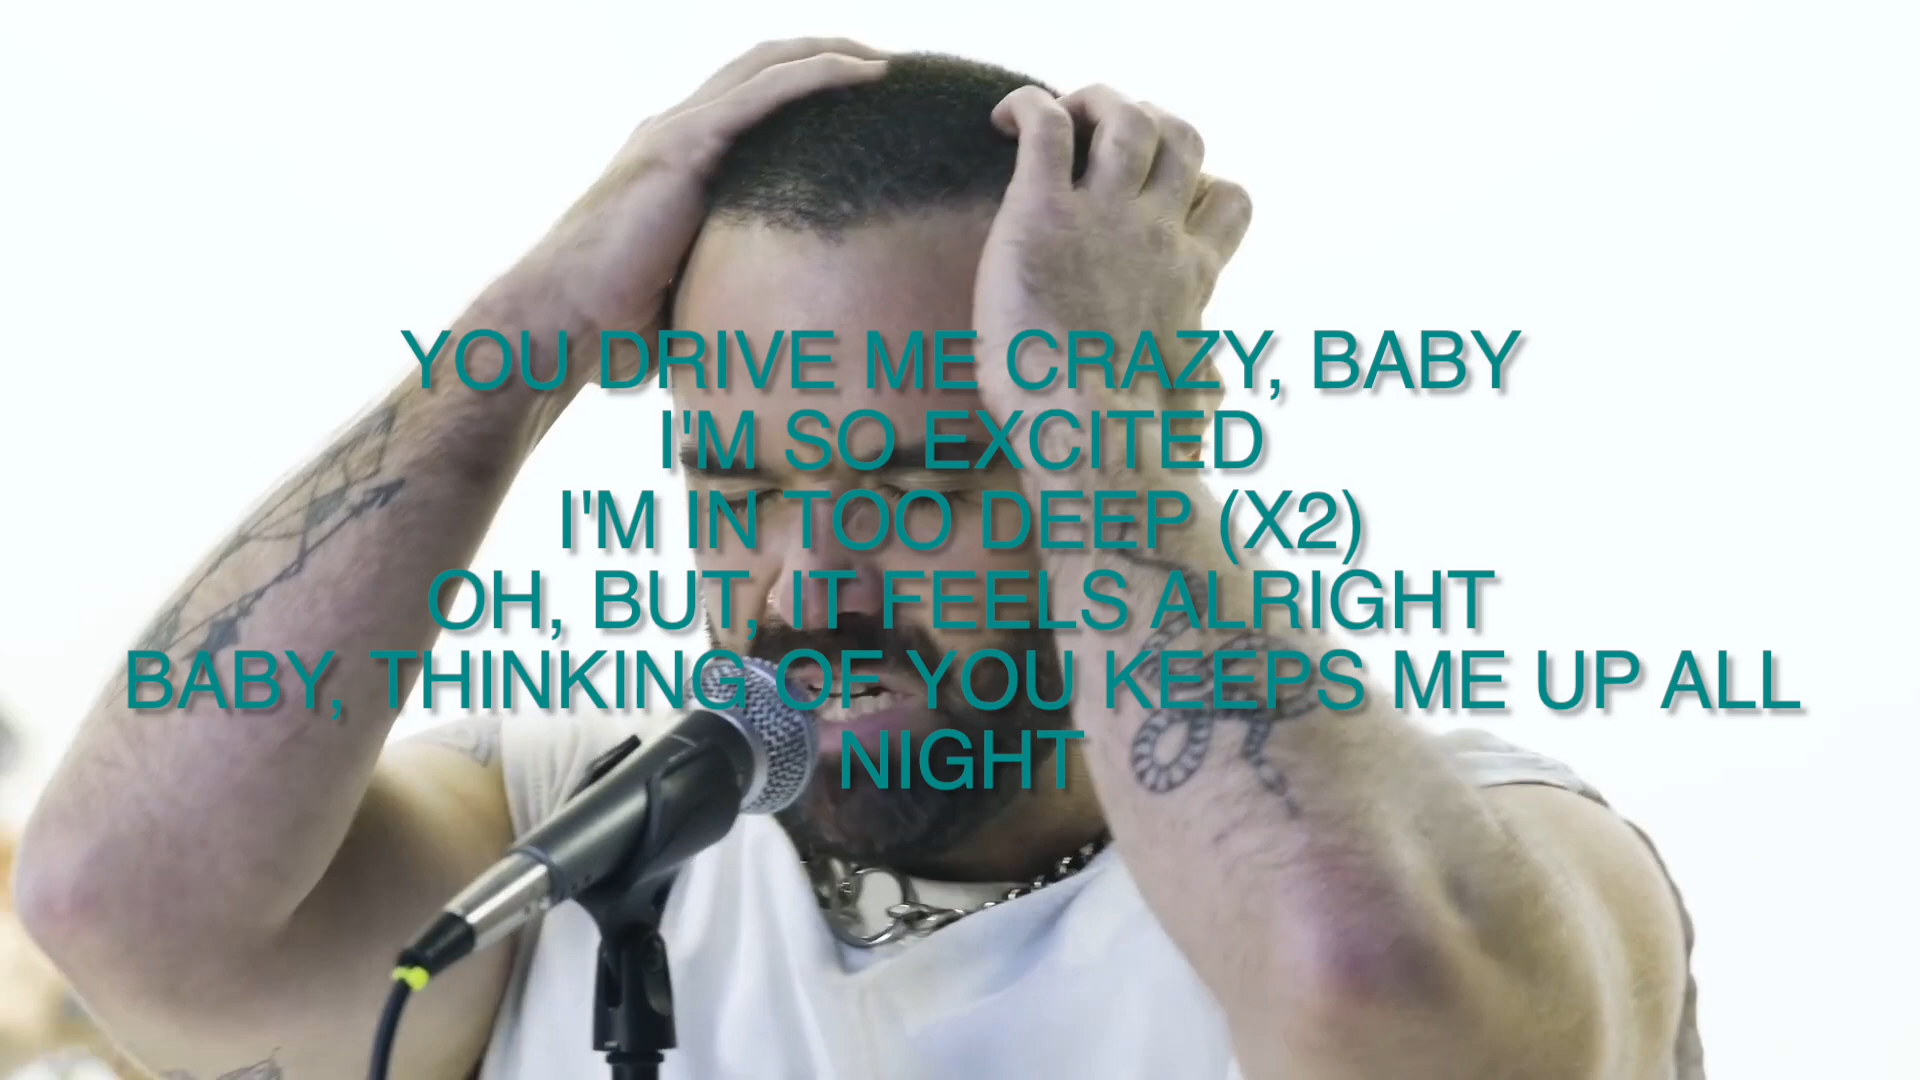 YOU DRIVE ME CRAZY, BABY
I'M SO EXCITED
I'M IN TOO DEEP (X2)
OH, BUT, IT FEELS ALRIGHT
BABY, THINKING OF YOU KEEPS ME UP ALL
NIGHT